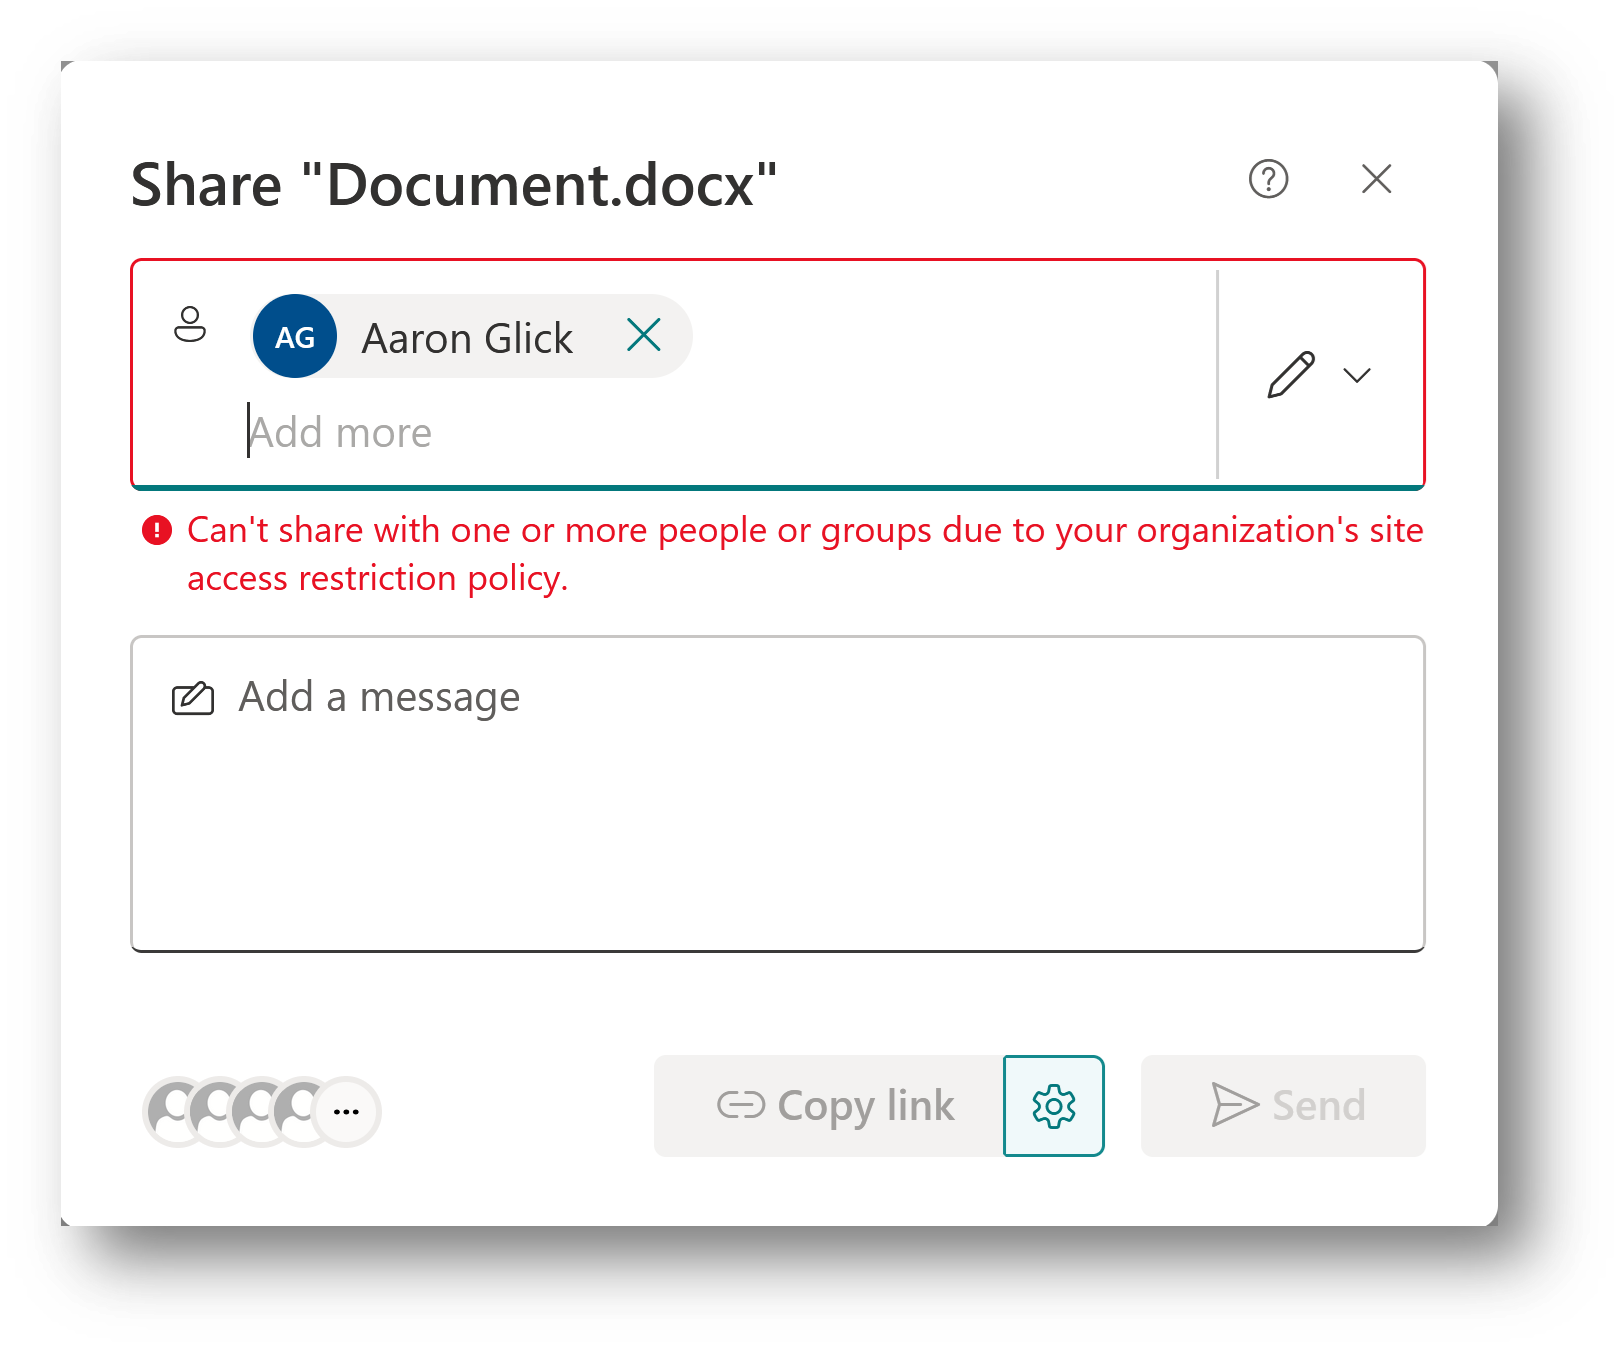 Share "Document.docx"
AG Aaron Glick
Add more
Can't share with one or more people or groups due to your organization's site
access restriction policy.
Add a message
Copy link
Send